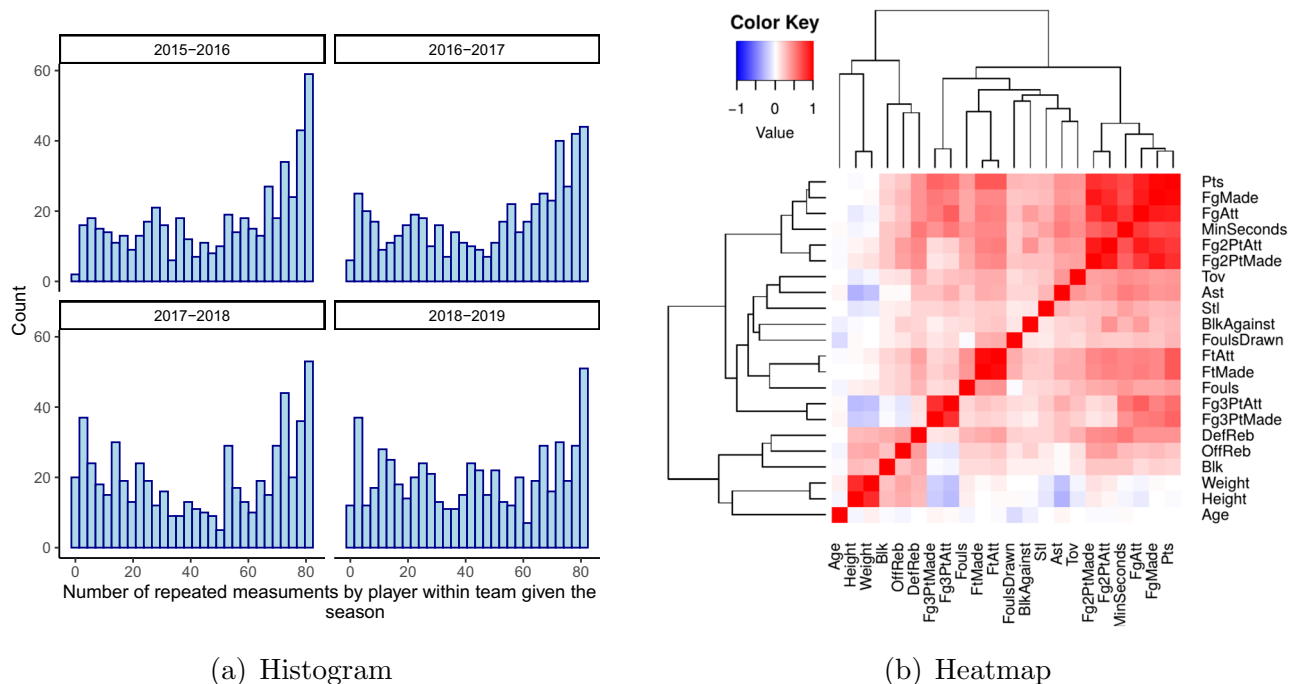 2015−2016
2016−2017
60
40
20
0
2017−2018
2018−2019
60
40
20
0
Count
0 20 40 60 80
0 20 40 60 80
Number of repeated measuments by player within team given the
season
(a) Histogram
Color Key
−1 0 1
Value
Pts
FgMade
FgAtt
MinSeconds
Fg2PtAtt
Fg2PtMade
Tov
Ast
Stl
BlkAgainst
FoulsDrawn
FtAtt
FtMade
Fouls
Fg3PtAtt
Fg3PtMade
DefReb
OffReb
Blk
Weight
Height
Age
Age
Height
Weight
Blk
OffReb
DefReb
Fg3PtMade
Fg3PtAtt
Fouls
FtMade
FtAtt
FoulsDrawn
BlkAgainst
Stl
Ast
Tov
Fg2PtMade
Fg2PtAtt
MinSeconds
FgAtt
FgMade
Pts
(b) Heatmap